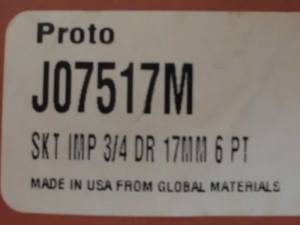 Proto
J07517M
SKT IMP 3/4 DR 17MM 6 PT
MADE IN USA FROM GLOBAL MATERIALS